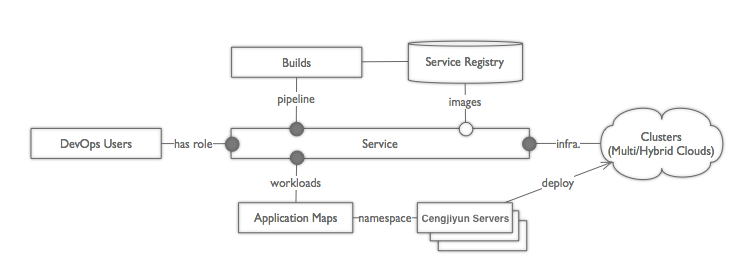 Builds
Service Registry
pipeline
images
DevOps Users
has role
Service
infra.
Clusters
(Multi/Hybrid Clouds)
workloads
deploy
Application Maps
namespace
Cengjiyun Servers